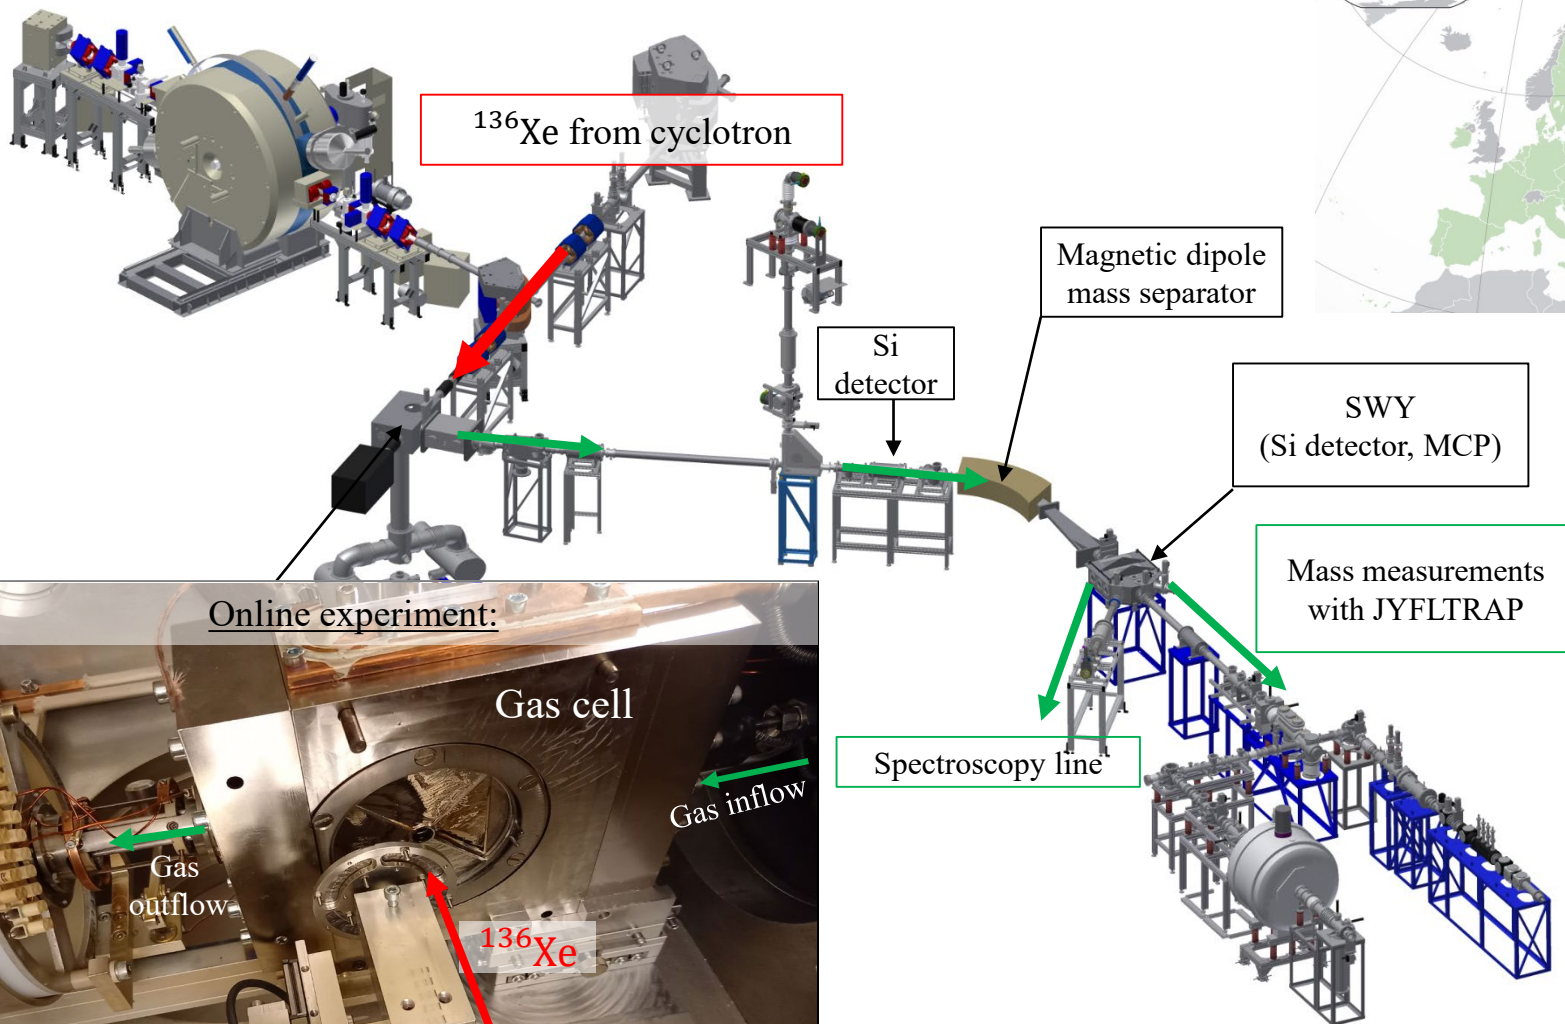 ¹³⁶Xe from cyclotron
Magnetic dipole
mass separator
Si
detector
SWY
(Si detector, MCP)
Mass measurements
with JYFLTRAP
Spectroscopy line
Online experiment:
Gas cell
Gas inflow
Gas
outflow
¹³⁶Xe